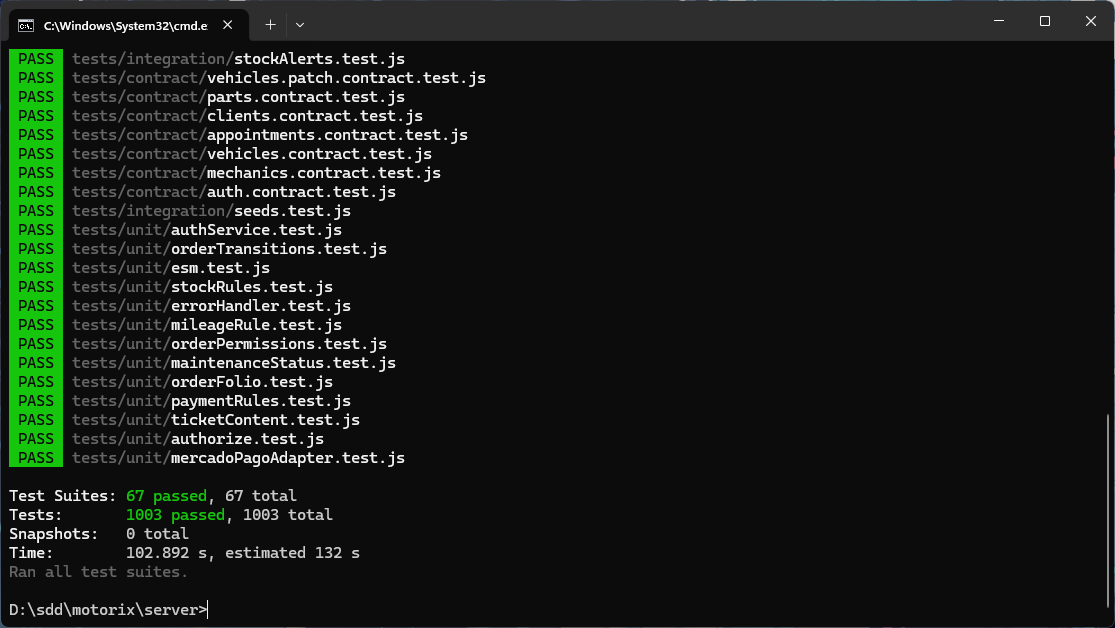 C:\Windows\System32\cmd.e
PASS tests/integration/stockAlerts.test.js
PASS tests/contract/vehicles.patch.contract.test.js
PASS tests/contract/parts.contract.test.js
PASS tests/contract/clients.contract.test.js
PASS tests/contract/appointments.contract.test.js
PASS tests/contract/vehicles.contract.test.js
PASS tests/contract/mechanics.contract.test.js
PASS tests/contract/auth.contract.test.js
PASS tests/integration/seeds.test.js
PASS tests/unit/authService.test.js
PASS tests/unit/orderTransitions.test.js
PASS tests/unit/esm.test.js
PASS tests/unit/stockRules.test.js
PASS tests/unit/errorHandler.test.js
PASS tests/unit/mileageRule.test.js
PASS tests/unit/orderPermissions.test.js
PASS tests/unit/maintenanceStatus.test.js
PASS tests/unit/orderFolio.test.js
PASS tests/unit/paymentRules.test.js
PASS tests/unit/ticketContent.test.js
PASS tests/unit/authorize.test.js
PASS tests/unit/mercadoPagoAdapter.test.js
Test Suites: 67 passed, 67 total
Tests: 1003 passed, 1003 total
Snapshots: 0 total
Time: 102.892 s, estimated 132 s
Ran all test suites.
D:\sdd\motorix\server>